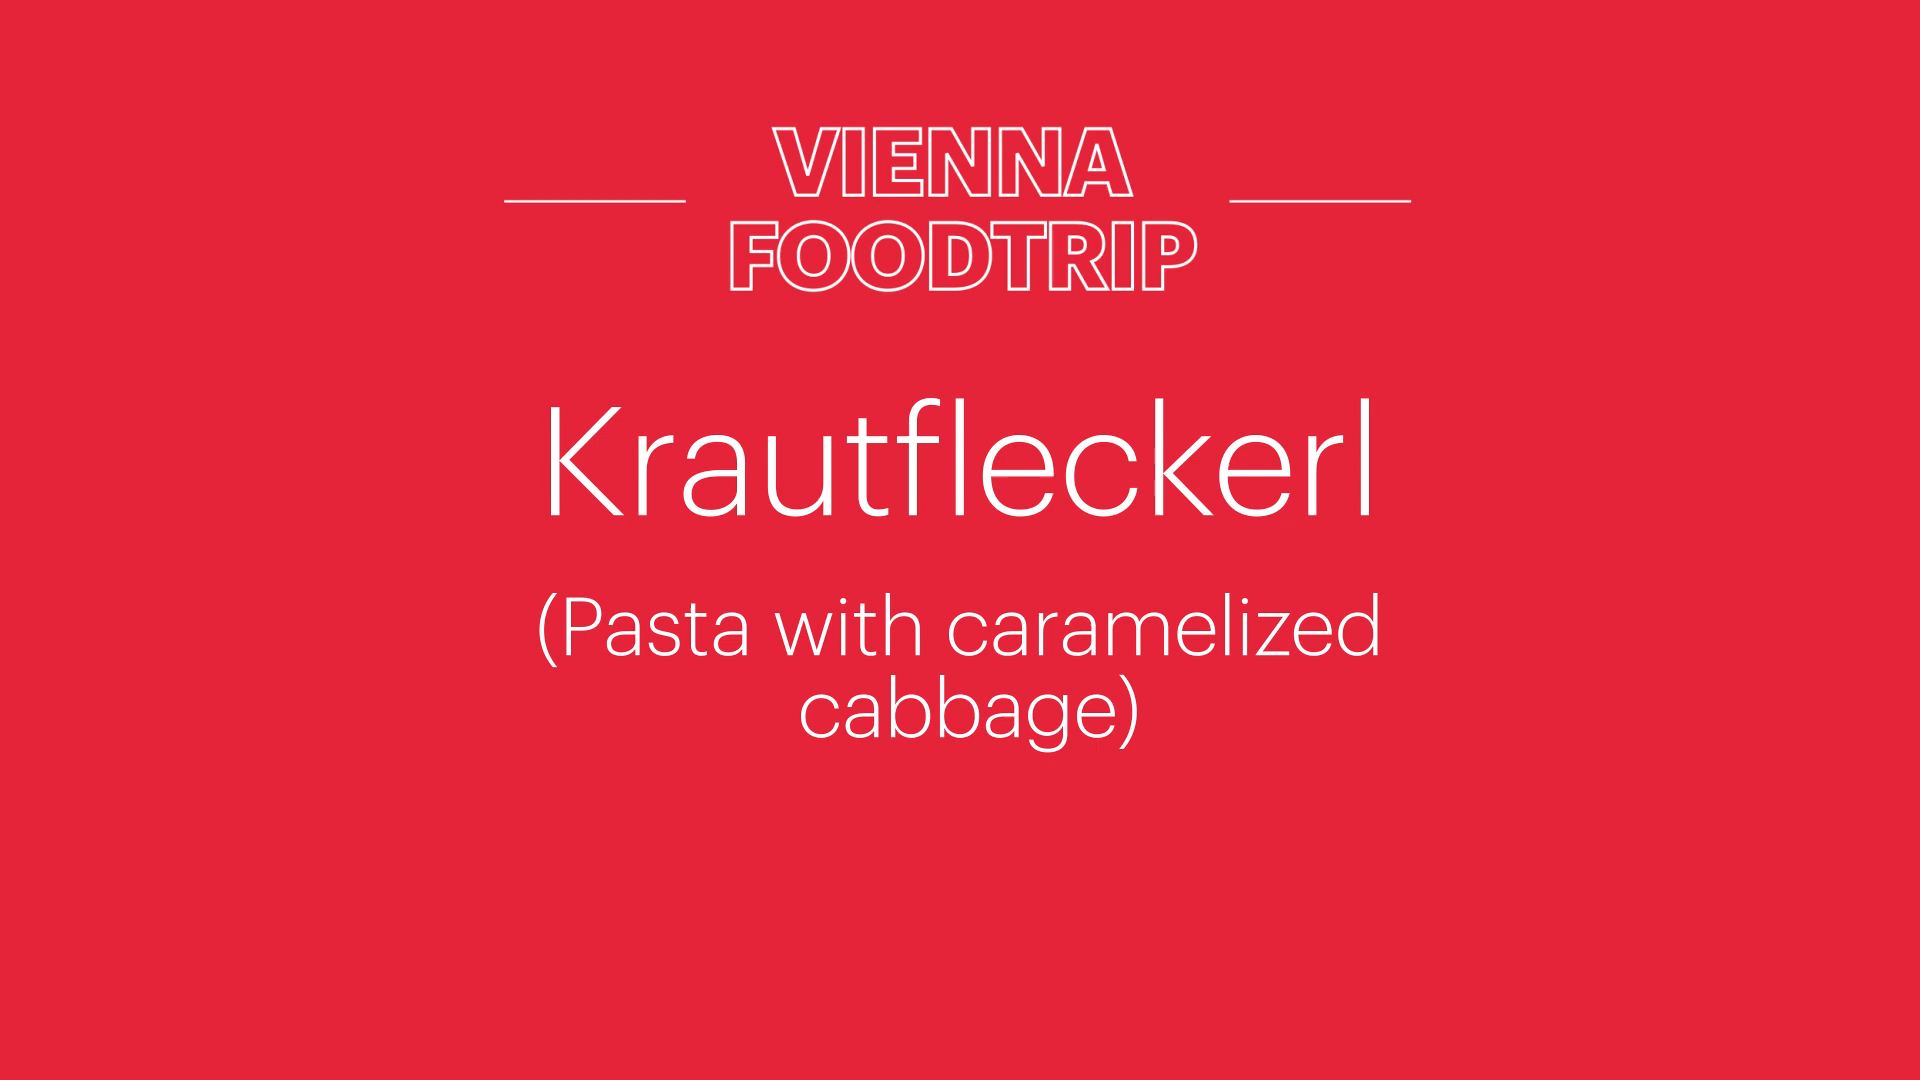 VIENNA
FOODTRIP
Krautfleckerl
(Pasta with caramelized
cabbage)